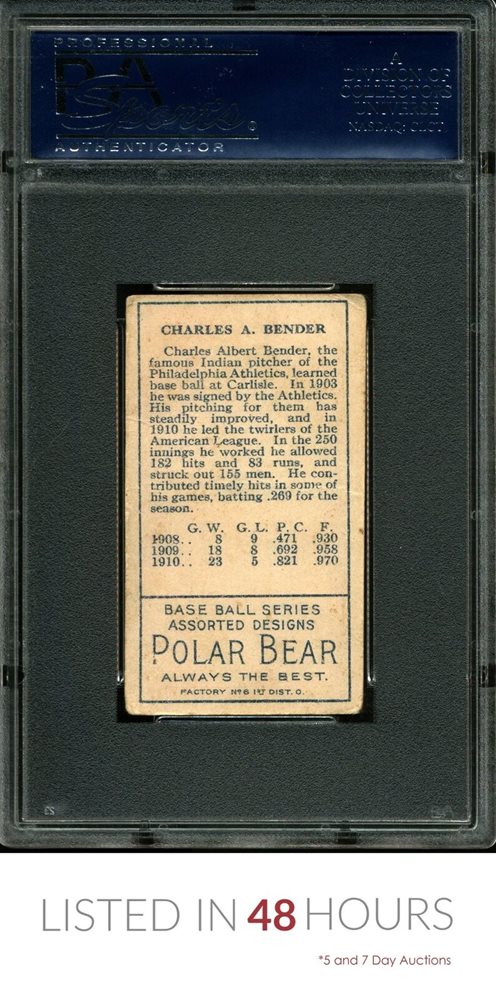 PROFESSIONAL
PSA
Sports
AUTHENTICATOR
A
DIVISION OF
COLLECTORS
UNIVERSE
NASDAQ: CLCT
CHARLES A. BENDER
Charles Albert Bender, the
famous Indian pitcher of the
Philadelphia Athletics, learned
base ball at Carlisle. In 1903
he was signed by the Athletics.
His pitching for them has
steadily improved, and in
1910 he led the twirlers of the
American League. In the 250
innings he worked he allowed
182 hits and 83 runs, and
struck out 155 men. He con-
tributed timely hits in some of
his games, batting .269 for the
season.
G. W. G. L. P. C. F.
1908.. 8 9 .471 .930
1909.. 18 8 .692 .958
1910.. 23 5 .821 .970
BASE BALL SERIES
ASSORTED DESIGNS
POLAR BEAR
ALWAYS THE BEST.
FACTORY Nº 6 1ST DIST. O.
LISTED IN 48 HOURS
*5 and 7 Day Auctions